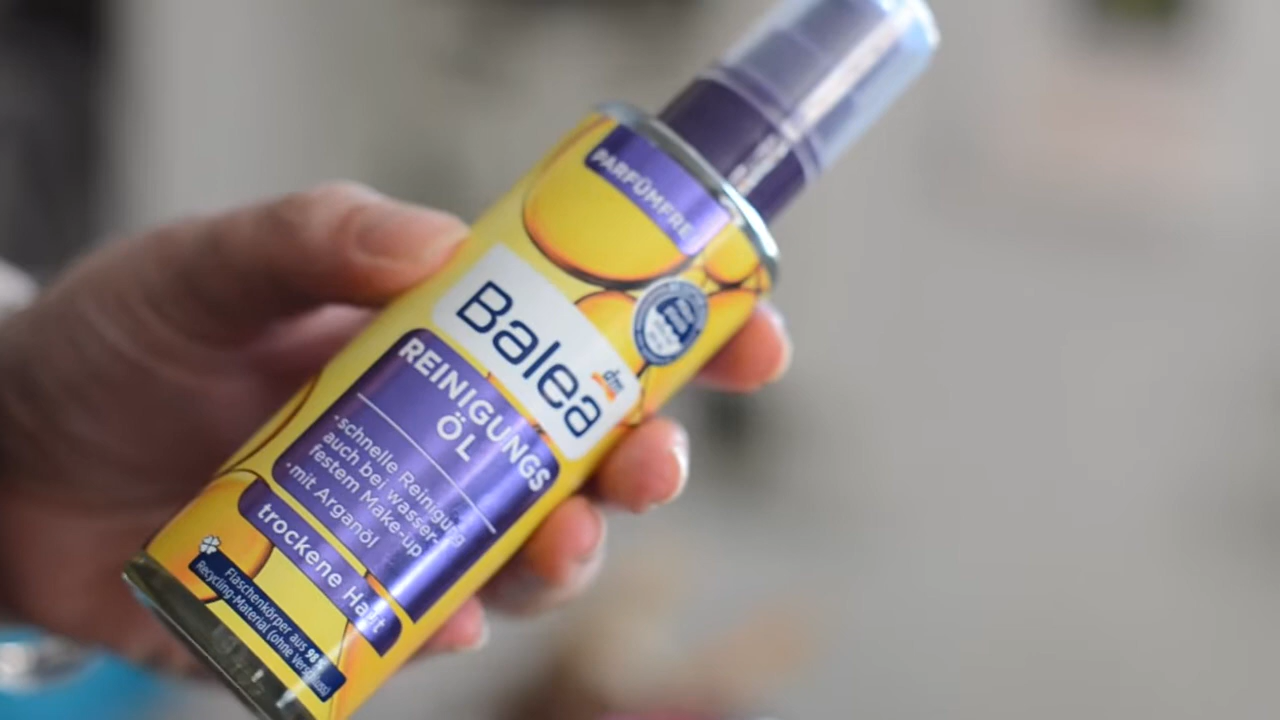 PARFÜMFREI
Balea
dm
REINIGUNGS
ÖL
·schnelle Reinigung
auch bei wasser-
festem Make-up
·mit Arganöl
trockene Haut
Flaschenkörper aus 98%
Recycling-Material (ohne Verschluss)